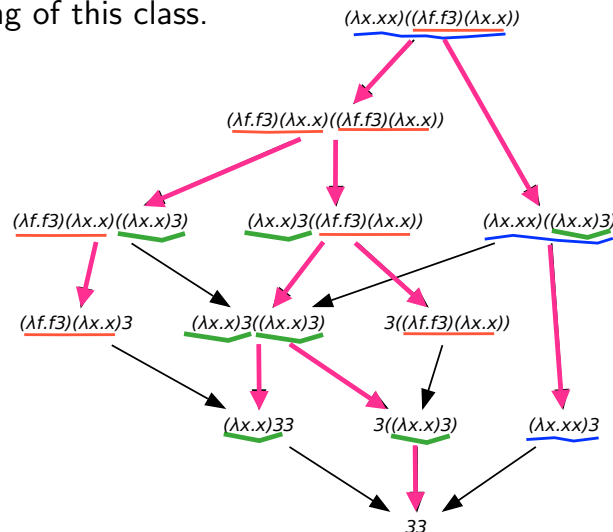 ng of this class.
(λx.xx)((λf.f3)(λx.x))
(λf.f3)(λx.x)((λf.f3)(λx.x))
(λf.f3)(λx.x)((λx.x)3) (λx.x)3((λf.f3)(λx.x)) (λx.xx)((λx.x)3)
(λf.f3)(λx.x)3 (λx.x)3((λx.x)3) 3((λf.f3)(λx.x))
(λx.x)33 3((λx.x)3) (λx.xx)3
33